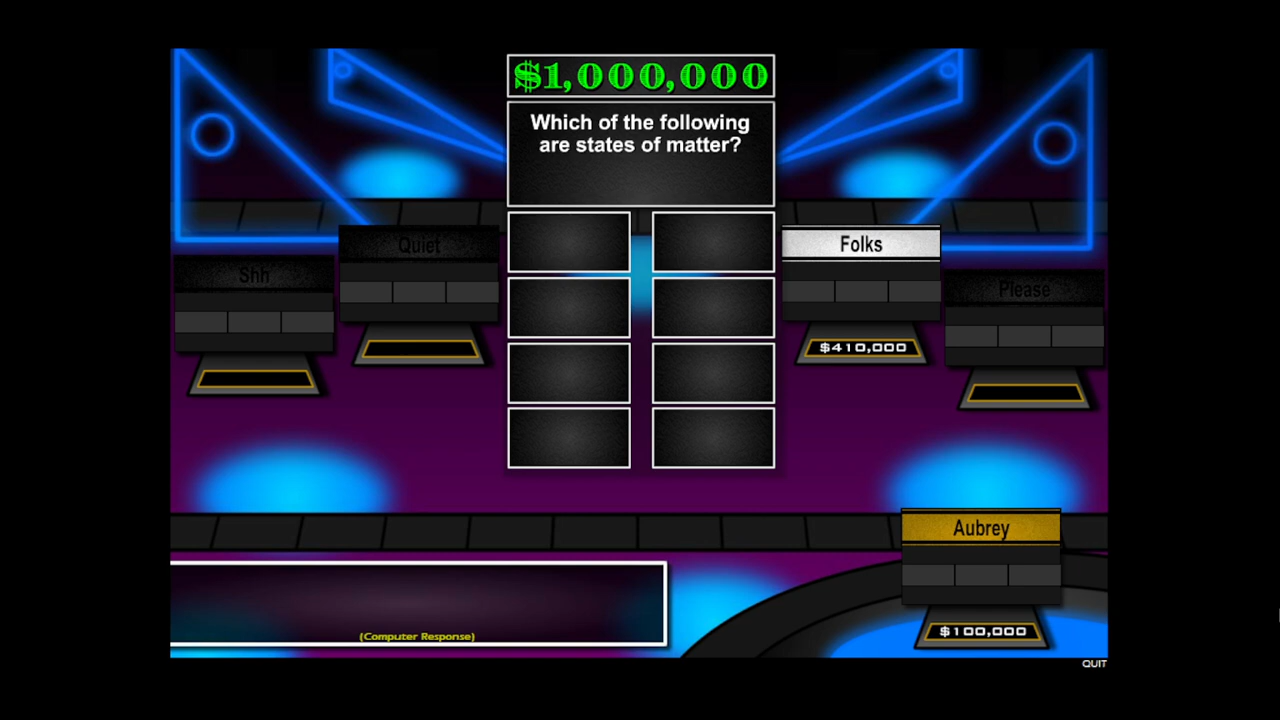 $1,000,000
Which of the following
are states of matter?
Quiet
Folks
Shh
Please
$410,000
Aubrey
(Computer Response)
$100,000
QUIT